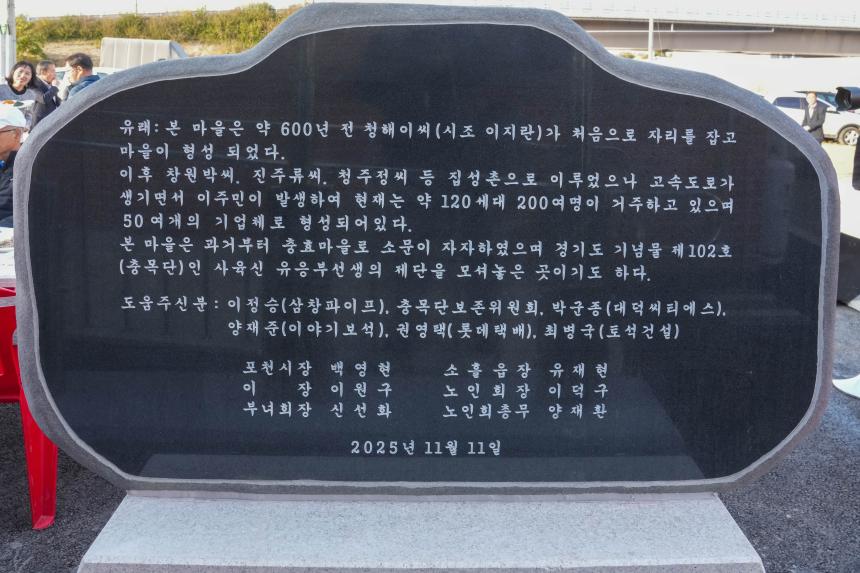 유래: 본 마을은 약 600년 전 청해이씨(시조 이지란)가 처음으로 자리를 잡고
마을이 형성 되었다.
이후 창원박씨, 진주류씨, 청주정씨 등 집성촌으로 이루었으나 고속도로가
생기면서 이주민이 발생하여 현재는 약 120세대 200여명이 거주하고 있으며
50여개의 기업체로 형성되어있다.
본 마을은 과거부터 충효마을로 소문이 자자하였으며 경기도 기념물 제102호
(충목단)인 사육신 유응부선생의 제단을 모셔놓은 곳이기도 하다.
도움주신분 : 이정승(삼창파이프), 충목단보존위원회, 박군종(대덕씨티에스),
양재준(이야기보석), 권영택(롯데택배), 최병국(토석건설)
포천시장 백영현 소흘읍장 유재현
이 장 이원구 노인회장 이덕구
부녀회장 신선화 노인회총무 양재환
2025년 11월 11일